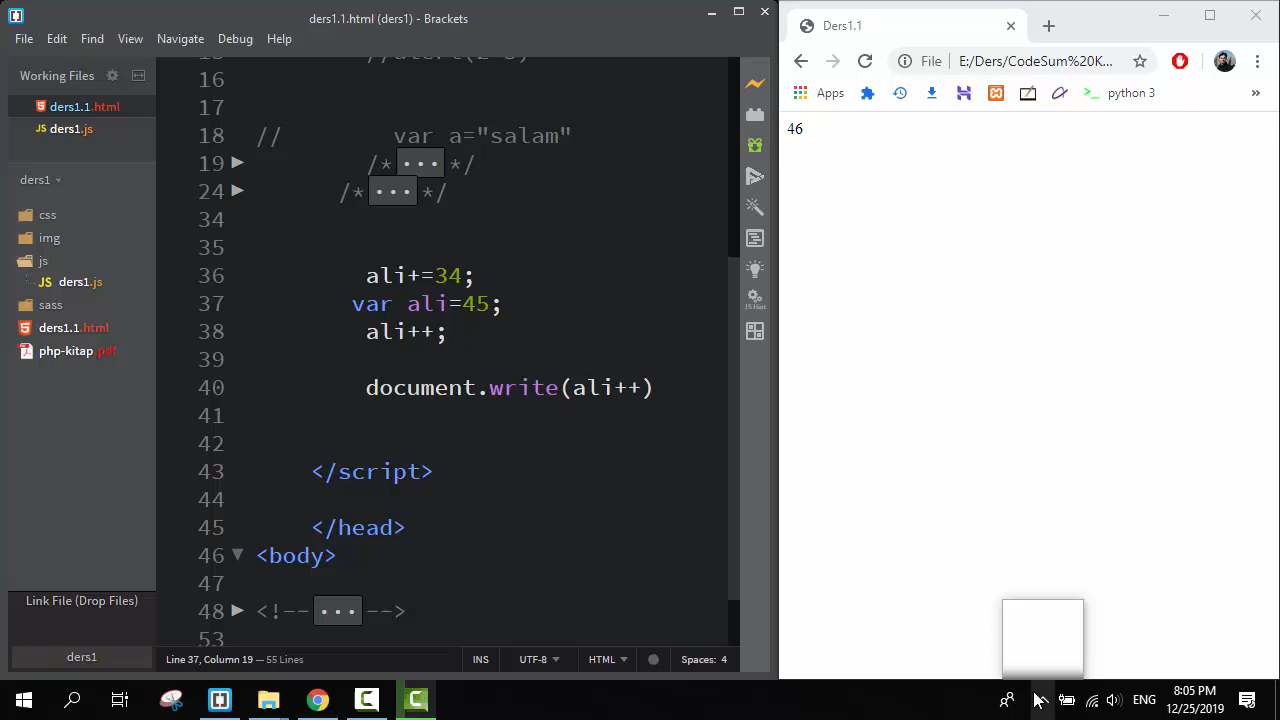 ders1.1.html (ders1) - Brackets
File Edit Find View Navigate Debug Help
Working Files
ders1.1.html
ders1.js
ders1
css
img
js
JS ders1.js
sass
ders1.1.html
php-kitap.pdf
Link File (Drop Files)
ders1
16
17
18 // var a="salam"
19 /*...*/
24 /*...*/
34
35
36 ali+=34;
37 var ali=45;
38 ali++;
39
40 document.write(ali++)
41
42
43 </script>
44
45 </head>
46 <body>
47
48 <!--...-->
53
Line 37, Column 19 — 55 Lines
INS UTF-8 HTML Spaces: 4
Ders1.1
File E:/Ders/CodeSum%20K...
Apps python 3 »
46
ENG
8:05 PM
12/25/2019